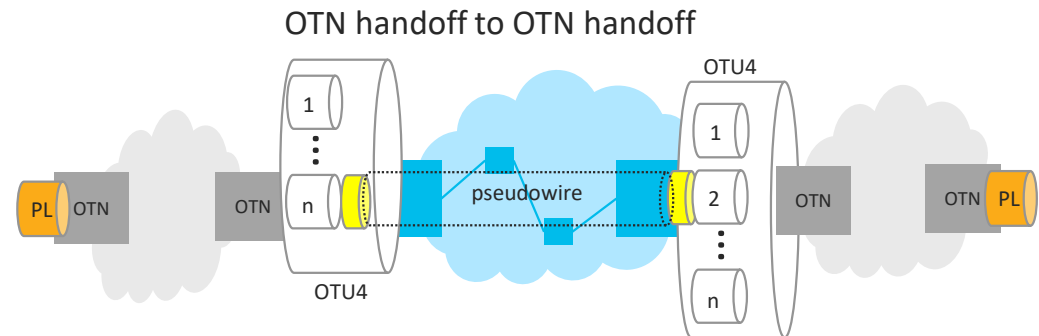 OTN handoff to OTN handoff
OTU4
1
1
PL
OTN
OTN
n
pseudowire
2
OTN
OTN
PL
n
OTU4